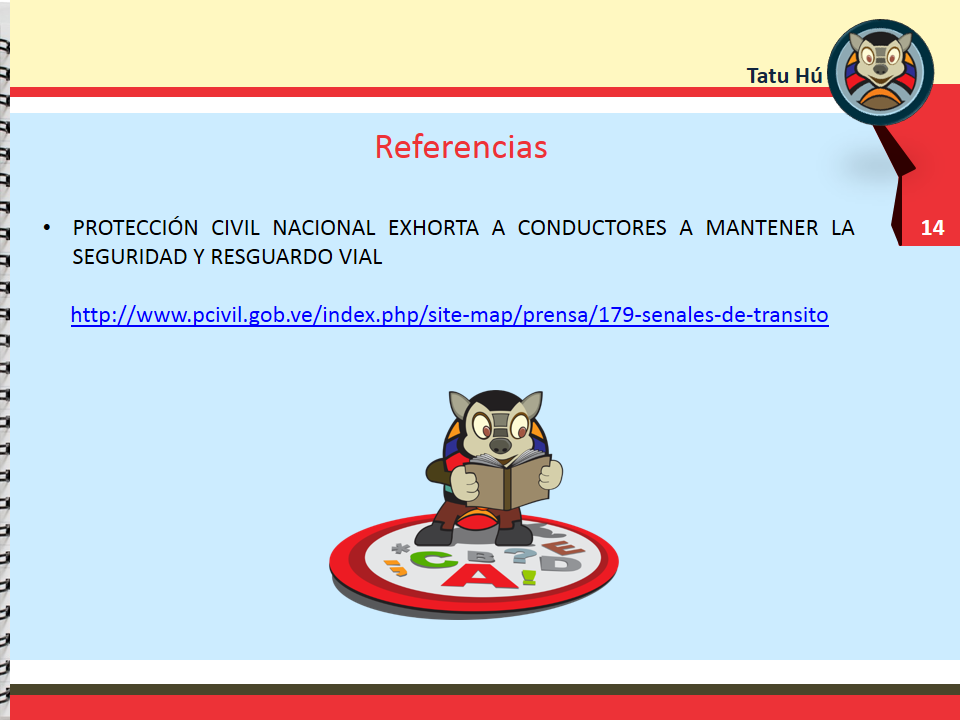 Tatu Hú
Referencias
14
• PROTECCIÓN CIVIL NACIONAL EXHORTA A CONDUCTORES A MANTENER LA
SEGURIDAD Y RESGUARDO VIAL
http://www.pcivil.gob.ve/index.php/site-map/prensa/179-senales-de-transito
* C B ? E D
A !